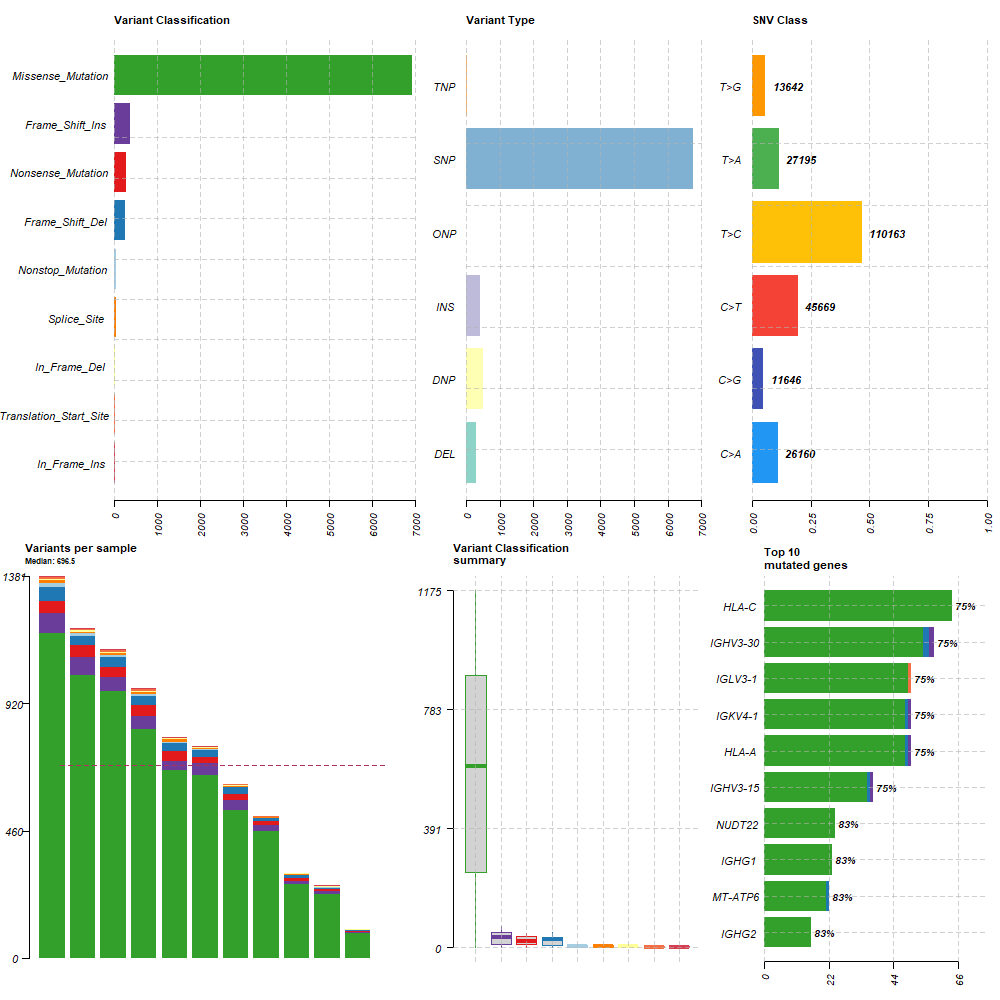 Variant Classification
Missense_Mutation
Frame_Shift_Ins
Nonsense_Mutation
Frame_Shift_Del
Nonstop_Mutation
Splice_Site
In_Frame_Del
Translation_Start_Site
In_Frame_Ins
0 1000 2000 3000 4000 5000 6000 7000
Variant Type
TNP
SNP
ONP
INS
DNP
DEL
0 1000 2000 3000 4000 5000 6000 7000
SNV Class
T>G 13642
T>A 27195
T>C 110163
C>T 45669
C>G 11646
C>A 26160
0.00 0.25 0.50 0.75 1.00
Variants per sample
Median: 696.5
1381
920
460
0
Variant Classification
summary
1175
783
391
0
Top 10
mutated genes
HLA-C 75%
IGHV3-30 75%
IGLV3-1 75%
IGKV4-1 75%
HLA-A 75%
IGHV3-15 75%
NUDT22 83%
IGHG1 83%
MT-ATP6 83%
IGHG2 83%
0 22 44 66